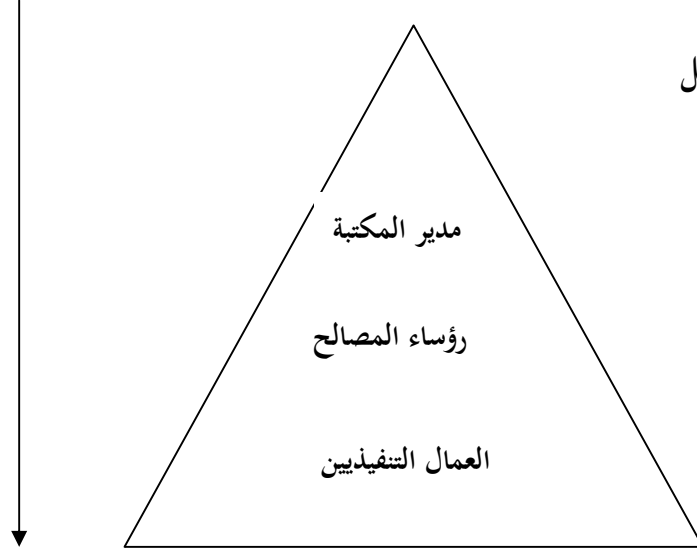 مدير المكتبة
رؤساء المصالح
العمال التنفيذيين